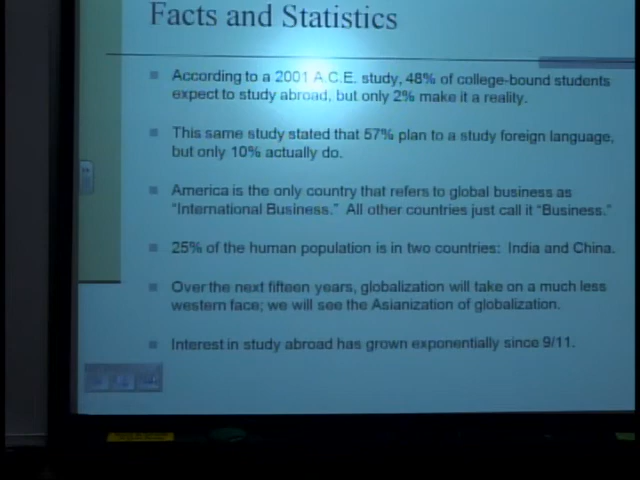 Facts and Statistics
According to a 2001 A.C.E. study, 48% of college-bound students
expect to study abroad, but only 2% make it a reality.
This same study stated that 57% plan to a study foreign language,
but only 10% actually do.
America is the only country that refers to global business as
“International Business.” All other countries just call it “Business.”
25% of the human population is in two countries: India and China.
Over the next fifteen years, globalization will take on a much less
western face; we will see the Asianization of globalization.
Interest in study abroad has grown exponentially since 9/11.